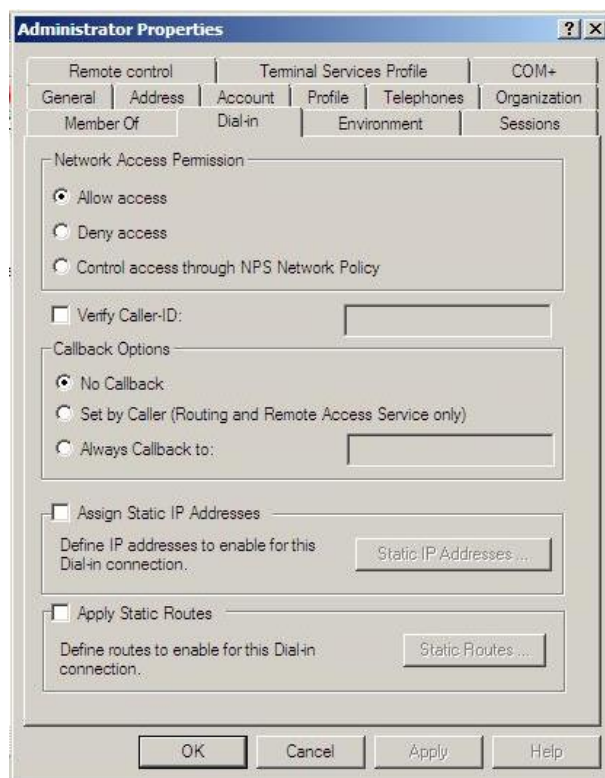 Administrator Properties
Remote control Terminal Services Profile COM+
General Address Account Profile Telephones Organization
Member Of Dial-in Environment Sessions
Network Access Permission
Allow access
Deny access
Control access through NPS Network Policy
Verify Caller-ID:
Callback Options
No Callback
Set by Caller (Routing and Remote Access Service only)
Always Callback to:
Assign Static IP Addresses
Define IP addresses to enable for this
Dial-in connection.
Static IP Addresses ...
Apply Static Routes
Define routes to enable for this Dial-in
connection.
Static Routes ...
OK Cancel Apply Help